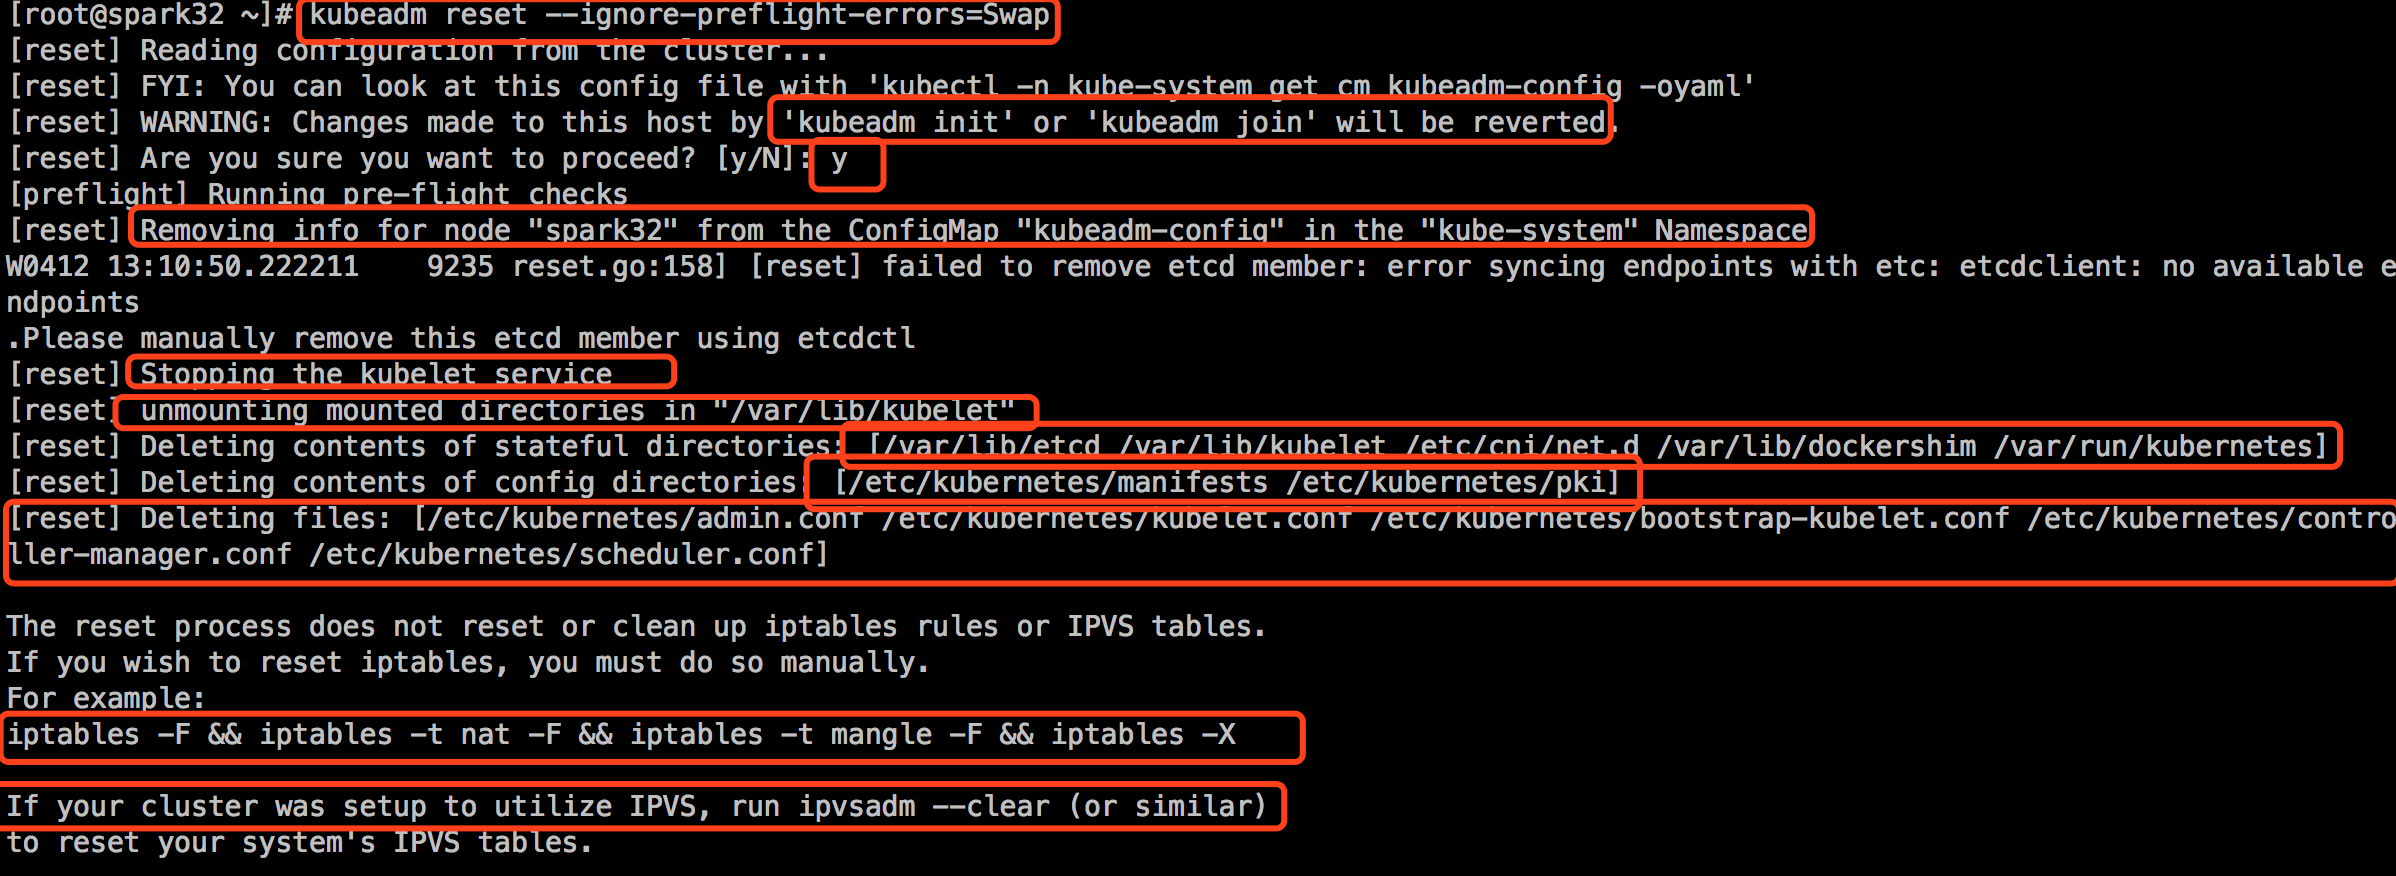 [root@spark32 ~]# kubeadm reset --ignore-preflight-errors=Swap
[reset] Reading configuration from the cluster...
[reset] FYI: You can look at this config file with 'kubectl -n kube-system get cm kubeadm-config -oyaml'
[reset] WARNING: Changes made to this host by 'kubeadm init' or 'kubeadm join' will be reverted.
[reset] Are you sure you want to proceed? [y/N]: y
[preflight] Running pre-flight checks
[reset] Removing info for node "spark32" from the ConfigMap "kubeadm-config" in the "kube-system" Namespace
W0412 13:10:50.222211    9235 reset.go:158] [reset] failed to remove etcd member: error syncing endpoints with etc: etcdclient: no available e
ndpoints
.Please manually remove this etcd member using etcdctl
[reset] Stopping the kubelet service
[reset] unmounting mounted directories in "/var/lib/kubelet"
[reset] Deleting contents of stateful directories: [/var/lib/etcd /var/lib/kubelet /etc/cni/net.d /var/lib/dockershim /var/run/kubernetes]
[reset] Deleting contents of config directories: [/etc/kubernetes/manifests /etc/kubernetes/pki]
[reset] Deleting files: [/etc/kubernetes/admin.conf /etc/kubernetes/kubelet.conf /etc/kubernetes/bootstrap-kubelet.conf /etc/kubernetes/contro
ller-manager.conf /etc/kubernetes/scheduler.conf]
The reset process does not reset or clean up iptables rules or IPVS tables.
If you wish to reset iptables, you must do so manually.
For example:
iptables -F && iptables -t nat -F && iptables -t mangle -F && iptables -X
If your cluster was setup to utilize IPVS, run ipvsadm --clear (or similar)
to reset your system's IPVS tables.